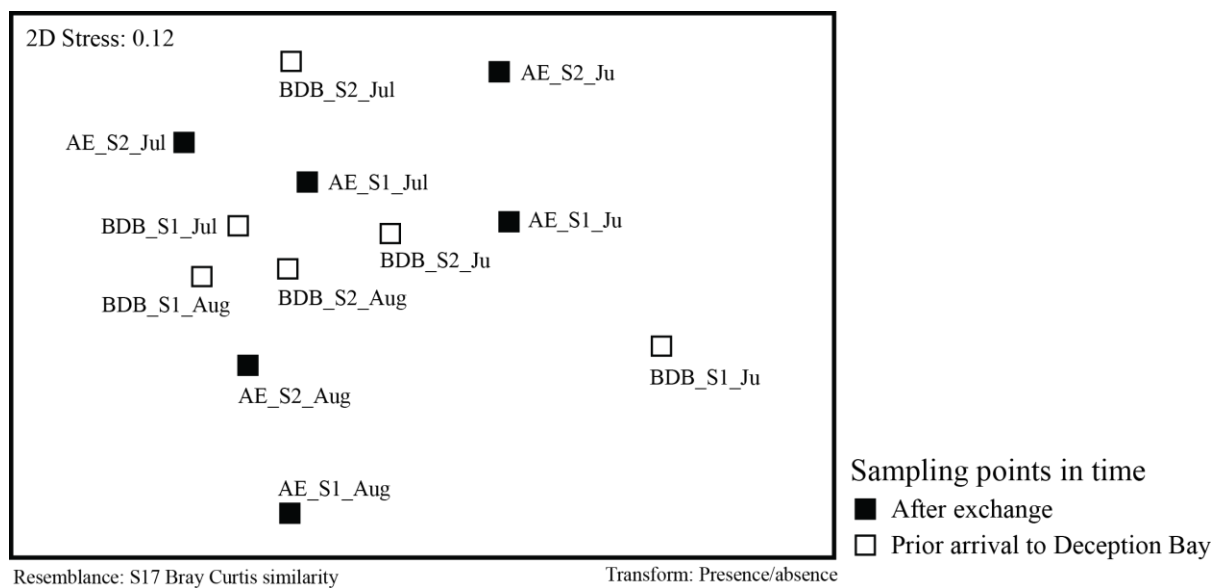 2D Stress: 0.12
BDB_S2_Jul
AE_S2_Ju
AE_S2_Jul
AE_S1_Jul
BDB_S1_Jul
AE_S1_Ju
BDB_S2_Ju
BDB_S1_Aug
BDB_S2_Aug
BDB_S1_Ju
AE_S2_Aug
AE_S1_Aug
Sampling points in time
After exchange
Prior arrival to Deception Bay
Resemblance: S17 Bray Curtis similarity
Transform: Presence/absence